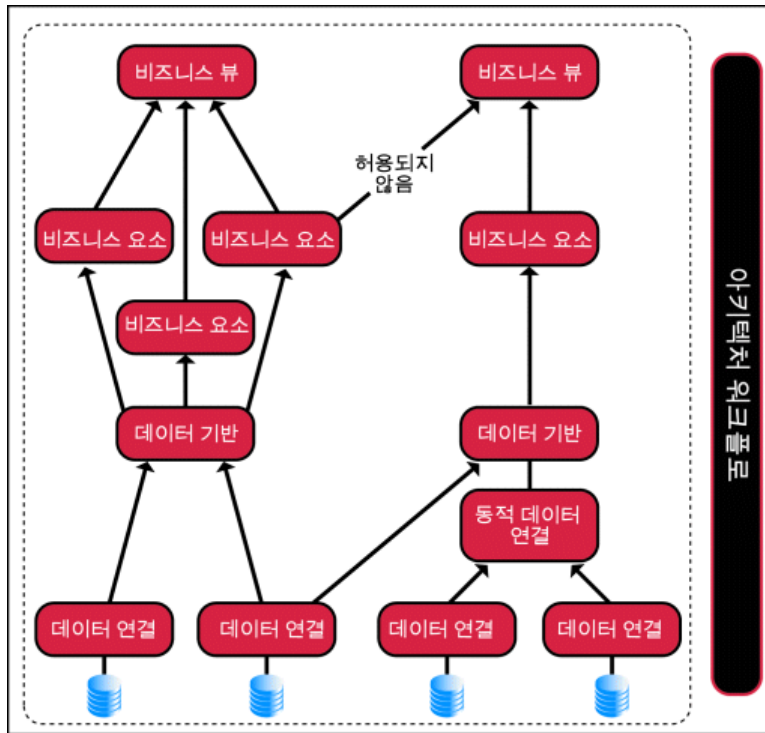 비즈니스 뷰
비즈니스 뷰
허용되지
않음
비즈니스 요소
비즈니스 요소
비즈니스 요소
비즈니스 요소
데이터 기반
데이터 기반
동적 데이터
연결
데이터 연결
데이터 연결
데이터 연결
데이터 연결
아키텍처 워크플로